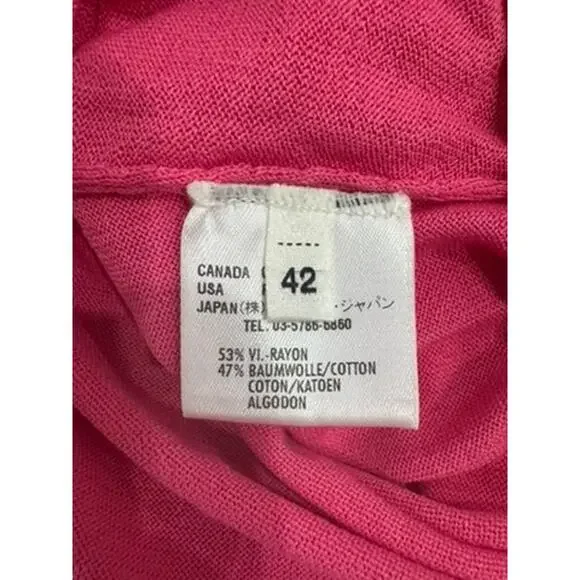 42
CANADA
USA
JAPAN(株) ・ジャパン
TEL. 03-5786-6860
53% VI.-RAYON
47% BAUMWOLLE/COTTON
COTON/KATOEN
ALGODON